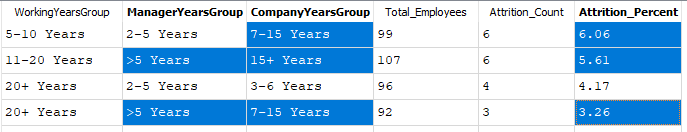 WorkingYearsGroup ManagerYearsGroup CompanyYearsGroup Total_Employees Attrition_Count Attrition_Percent
5-10 Years 2-5 Years 7-15 Years 99 6 6.06
11-20 Years >5 Years 15+ Years 107 6 5.61
20+ Years 2-5 Years 3-6 Years 96 4 4.17
20+ Years >5 Years 7-15 Years 92 3 3.26